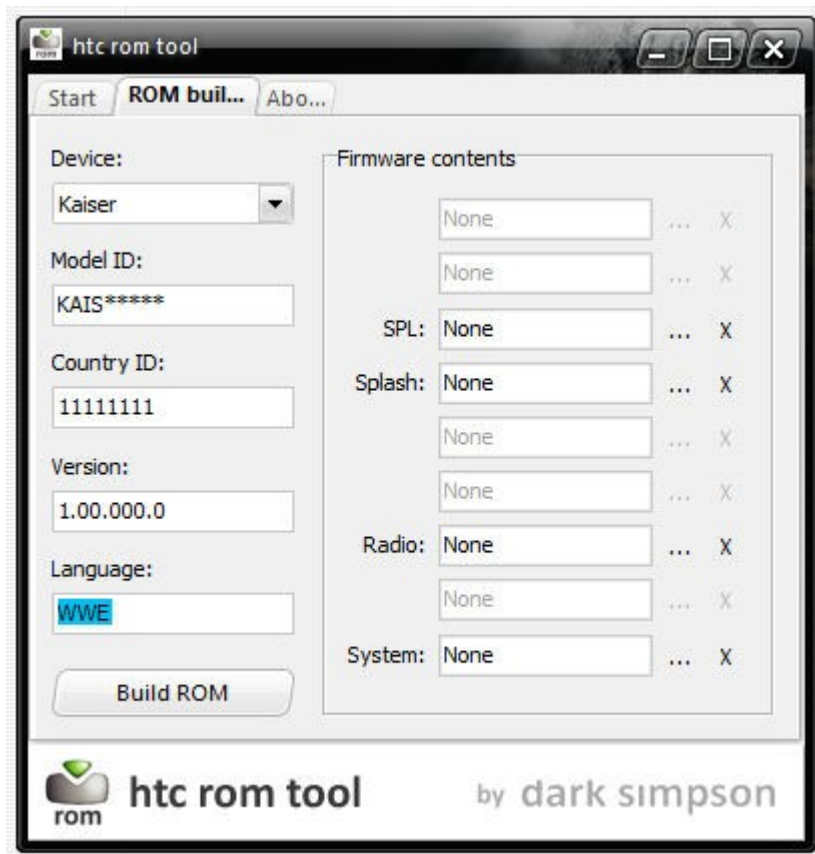 htc rom tool
Start ROM buil... Abo...
Device:
Kaiser
Model ID:
KAIS*****
Country ID:
11111111
Version:
1.00.000.0
Language:
WWE
Build ROM
Firmware contents
None ... X
None ... X
SPL: None ... X
Splash: None ... X
None ... X
None ... X
Radio: None ... X
None ... X
System: None ... X
rom
htc rom tool
by dark simpson